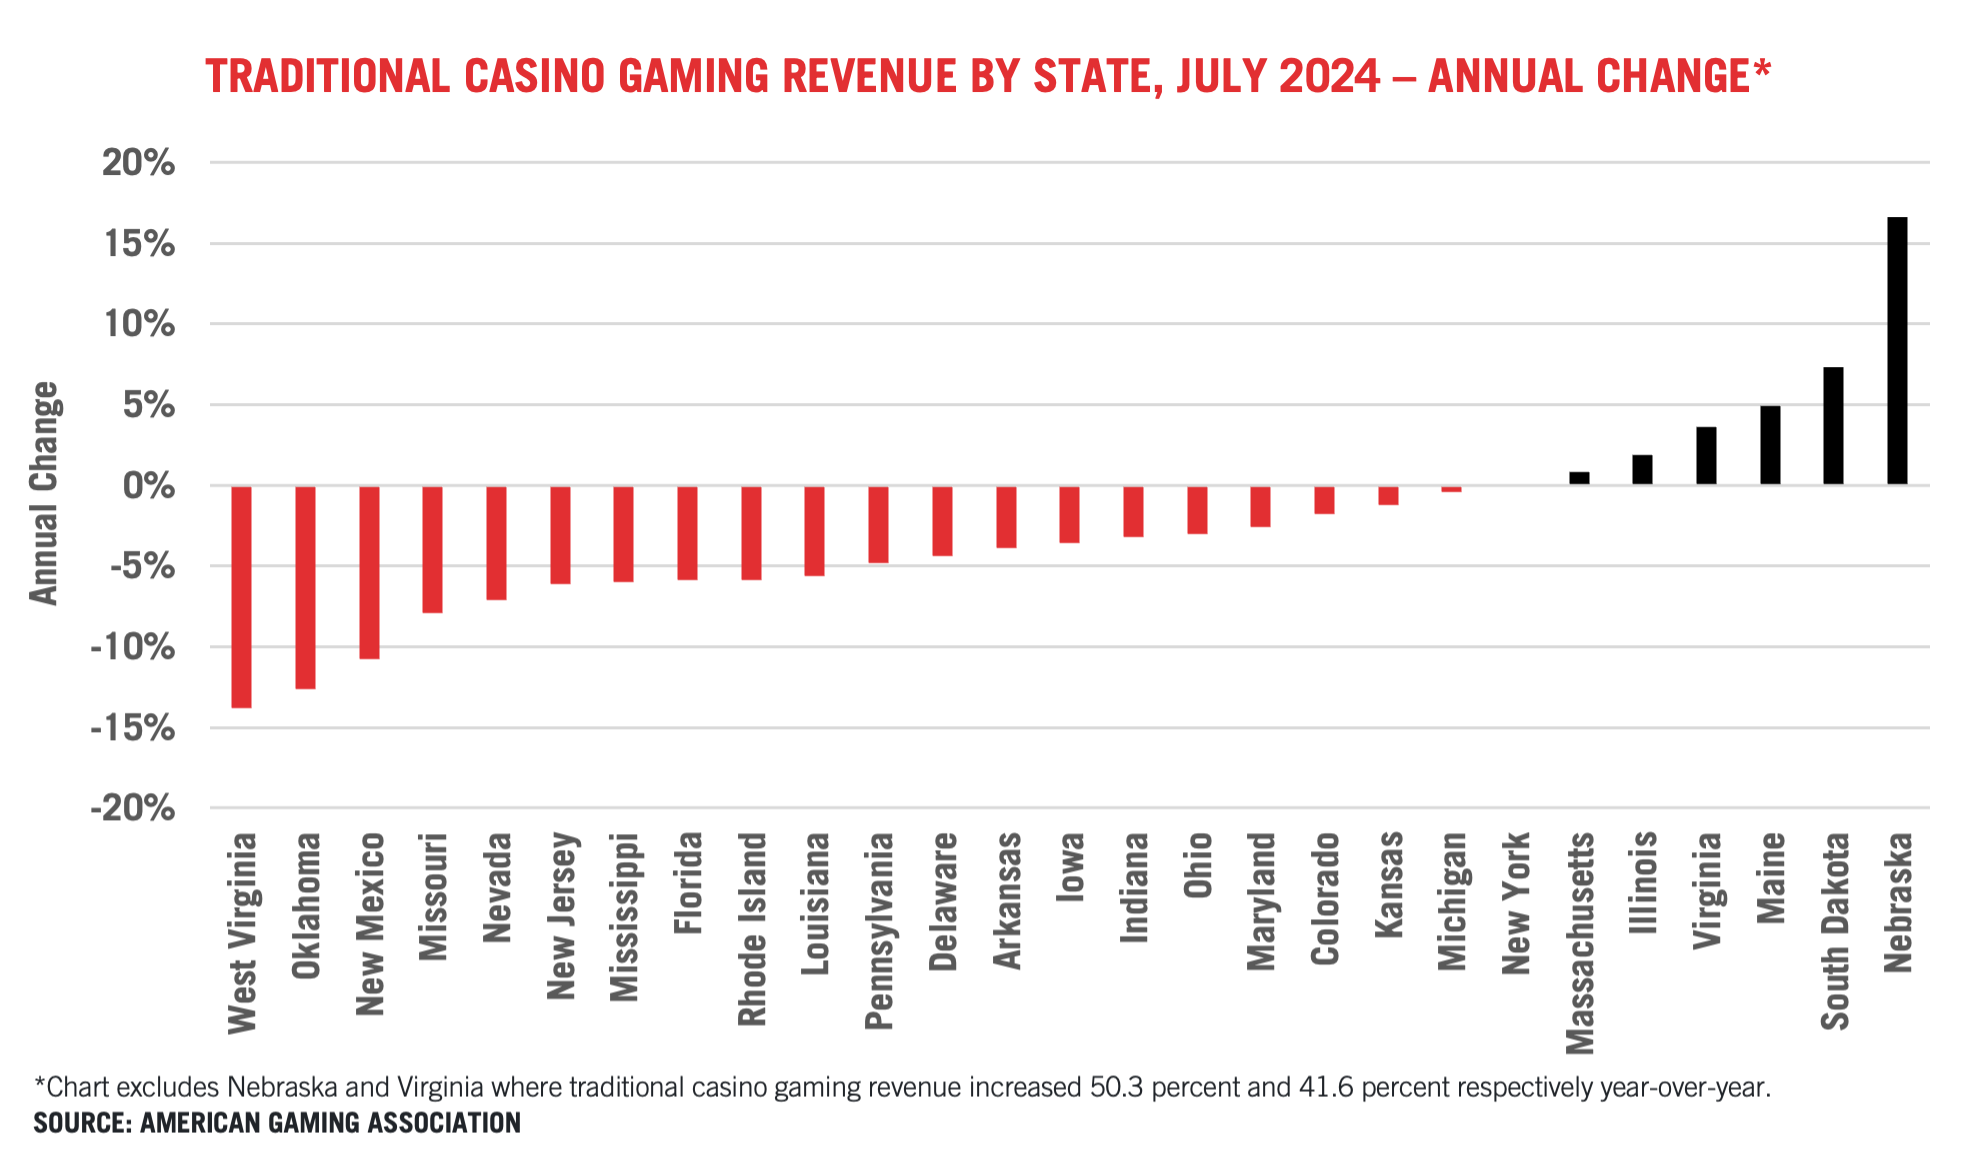 TRADITIONAL CASINO GAMING REVENUE BY STATE, JULY 2024 – ANNUAL CHANGE*
20%
15%
10%
5%
0%
-5%
-10%
-15%
-20%
Annual Change
West Virginia
Oklahoma
New Mexico
Missouri
Nevada
New Jersey
Mississippi
Florida
Rhode Island
Louisiana
Pennsylvania
Delaware
Arkansas
Iowa
Indiana
Ohio
Maryland
Colorado
Kansas
Michigan
New York
Massachusetts
Illinois
Virginia
Maine
South Dakota
Nebraska
*Chart excludes Nebraska and Virginia where traditional casino gaming revenue increased 50.3 percent and 41.6 percent respectively year-over-year.
SOURCE: AMERICAN GAMING ASSOCIATION